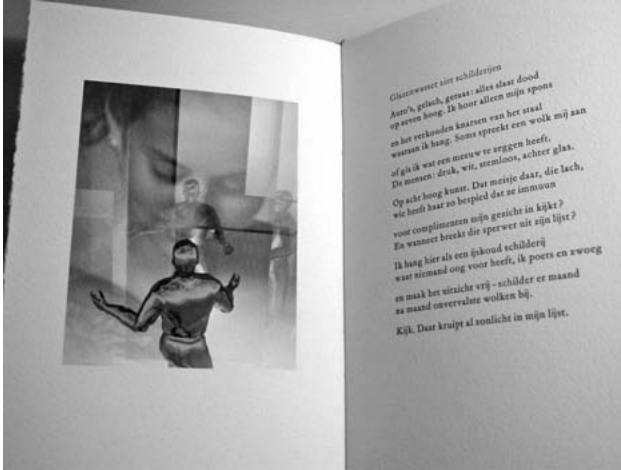 Glazenwasser ziet schilderijen
Auto's, gelach, geraas: alles slaat dood
op zeven hoog. Ik hoor alleen mijn spons
en het verkouden knarsen van het staal
waaraan ik hang. Soms spreekt een wolk mij aan
of gis ik wat een meeuw te zeggen heeft.
De mensen: druk, wit, stemloos, achter glas.
Op acht hoog kunst. Dat meisje daar, die lach,
wie heeft haar zo bespied dat ze immuun
voor complimenten mijn gezicht in kijkt?
En wanneer breekt die sperwer uit zijn lijst?
Ik hang hier als een ijskoud schilderij
waar niemand oog voor heeft, ik poets en zwoeg
en maak het uitzicht vrij – schilder er maand
na maand onvervalste wolken bij.
Kijk. Daar kruipt al zonlicht in mijn lijst.